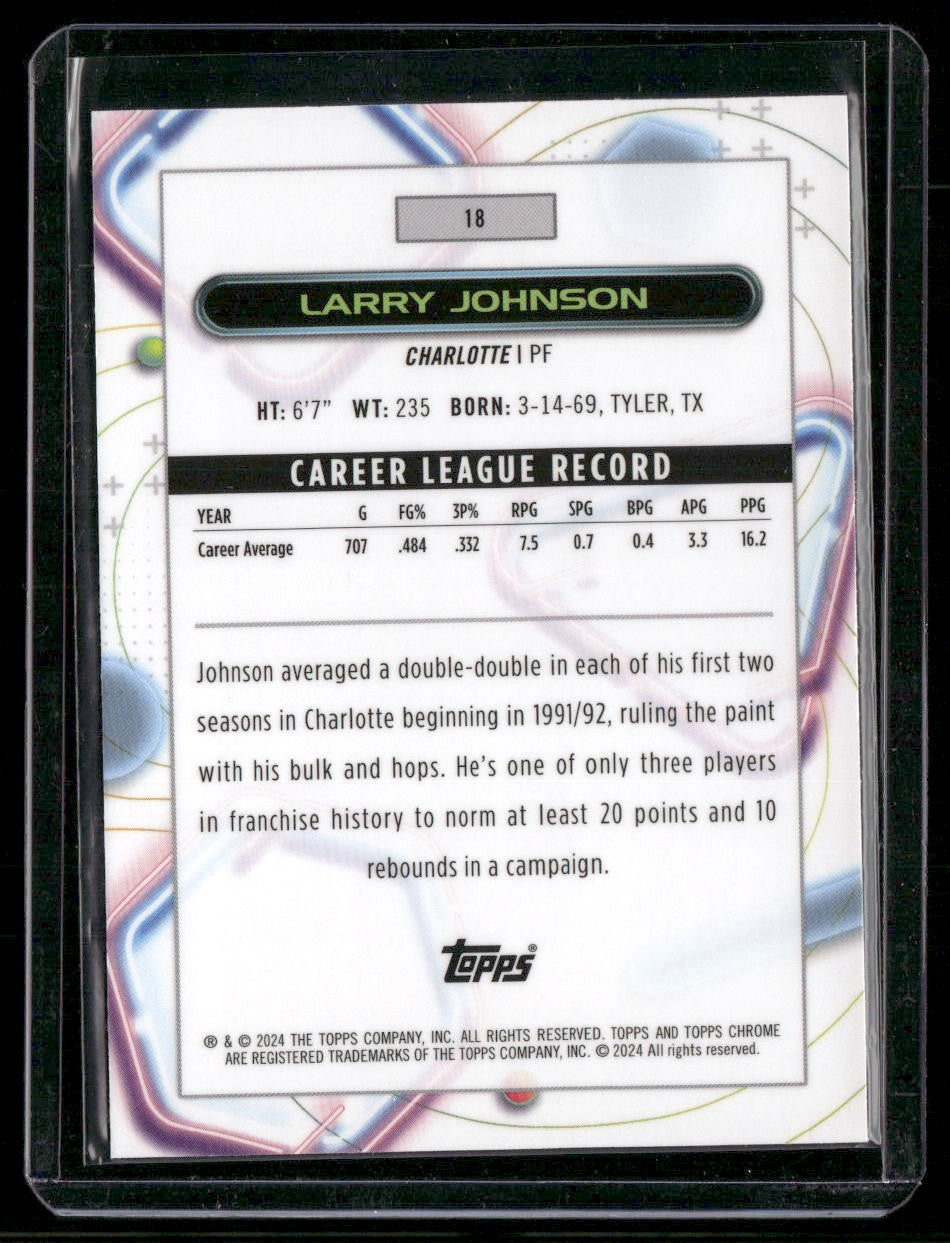 18
LARRY JOHNSON
CHARLOTTE | PF
HT: 6'7" WT: 235 BORN: 3-14-69, TYLER, TX
CAREER LEAGUE RECORD
YEAR G FG% 3P% RPG SPG BPG APG PPG
Career Average 707 .484 .332 7.5 0.7 0.4 3.3 16.2
Johnson averaged a double-double in each of his first two
seasons in Charlotte beginning in 1991/92, ruling the paint
with his bulk and hops. He's one of only three players
in franchise history to norm at least 20 points and 10
rebounds in a campaign.
topps®
® & © 2024 THE TOPPS COMPANY, INC. ALL RIGHTS RESERVED. TOPPS AND TOPPS CHROME
ARE REGISTERED TRADEMARKS OF THE TOPPS COMPANY, INC. © 2024 All rights reserved.